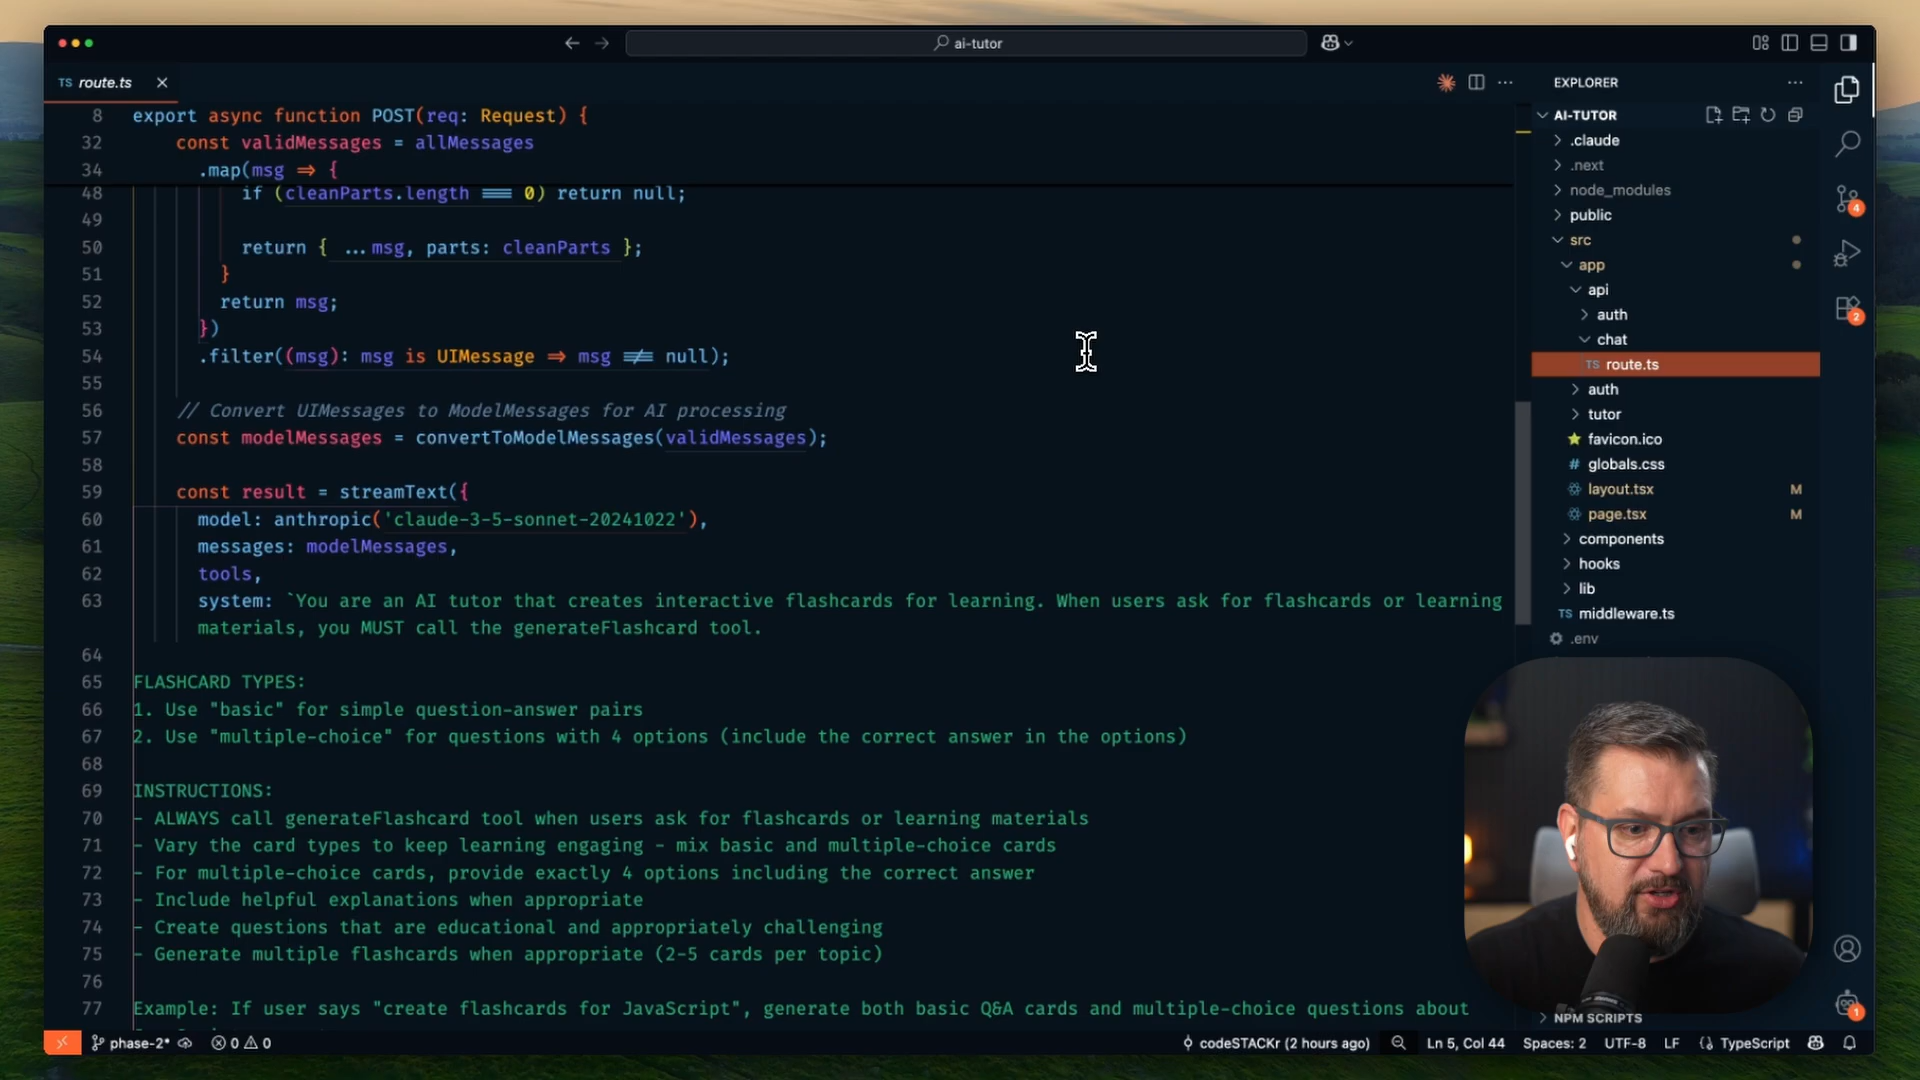 ai-tutor
TS route.ts
8 export async function POST(req: Request) {
32 const validMessages = allMessages
34 .map(msg ⇒ {
48 if (cleanParts.length === 0) return null;
49
50 return { ...msg, parts: cleanParts };
51 }
52 return msg;
53 })
54 .filter((msg): msg is UIMessage ⇒ msg !== null);
55
56 // Convert UIMessages to ModelMessages for AI processing
57 const modelMessages = convertToModelMessages(validMessages);
58
59 const result = streamText({
60 model: anthropic('claude-3-5-sonnet-20241022'),
61 messages: modelMessages,
62 tools,
63 system: `You are an AI tutor that creates interactive flashcards for learning. When users ask for flashcards or learning
materials, you MUST call the generateFlashcard tool.
64
65 FLASHCARD TYPES:
66 1. Use "basic" for simple question-answer pairs
67 2. Use "multiple-choice" for questions with 4 options (include the correct answer in the options)
68
69 INSTRUCTIONS:
70 - ALWAYS call generateFlashcard tool when users ask for flashcards or learning materials
71 - Vary the card types to keep learning engaging - mix basic and multiple-choice cards
72 - For multiple-choice cards, provide exactly 4 options including the correct answer
73 - Include helpful explanations when appropriate
74 - Create questions that are educational and appropriately challenging
75 - Generate multiple flashcards when appropriate (2-5 cards per topic)
76
77 Example: If user says "create flashcards for JavaScript", generate both basic Q&A cards and multiple-choice questions about
EXPLORER
AI-TUTOR
.claude
.next
node_modules
public
src
app
api
auth
chat
TS route.ts
auth
tutor
favicon.ico
# globals.css
layout.tsx M
page.tsx M
components
hooks
lib
TS middleware.ts
.env
NPM SCRIPTS
4
2
1
phase-2* 0 0
codeSTACKr (2 hours ago) Ln 5, Col 44 Spaces: 2 UTF-8 LF {} TypeScript